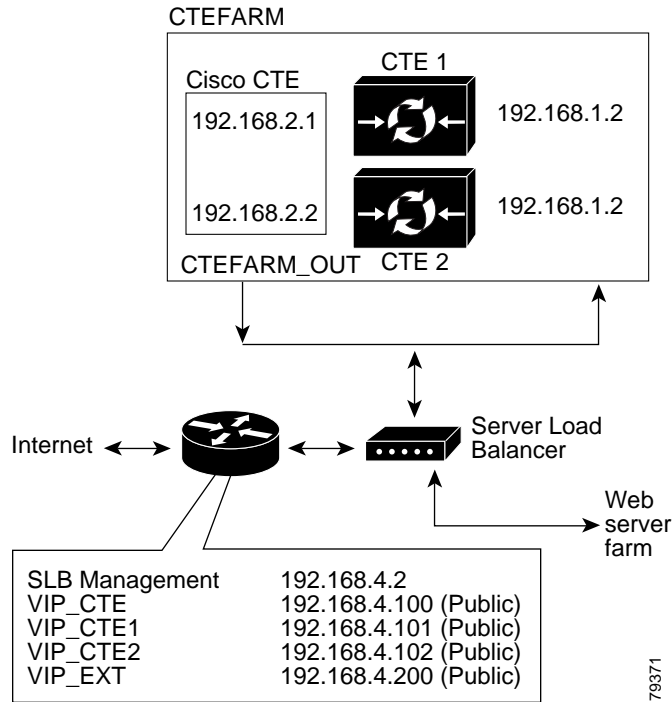 CTEFARM
CTE 1
Cisco CTE
192.168.2.1
192.168.1.2
192.168.2.2
192.168.1.2
CTEFARM_OUT
CTE 2
Internet
Server Load
Balancer
Web
server
farm
SLB Management 192.168.4.2
VIP_CTE 192.168.4.100 (Public)
VIP_CTE1 192.168.4.101 (Public)
VIP_CTE2 192.168.4.102 (Public)
VIP_EXT 192.168.4.200 (Public)
79371